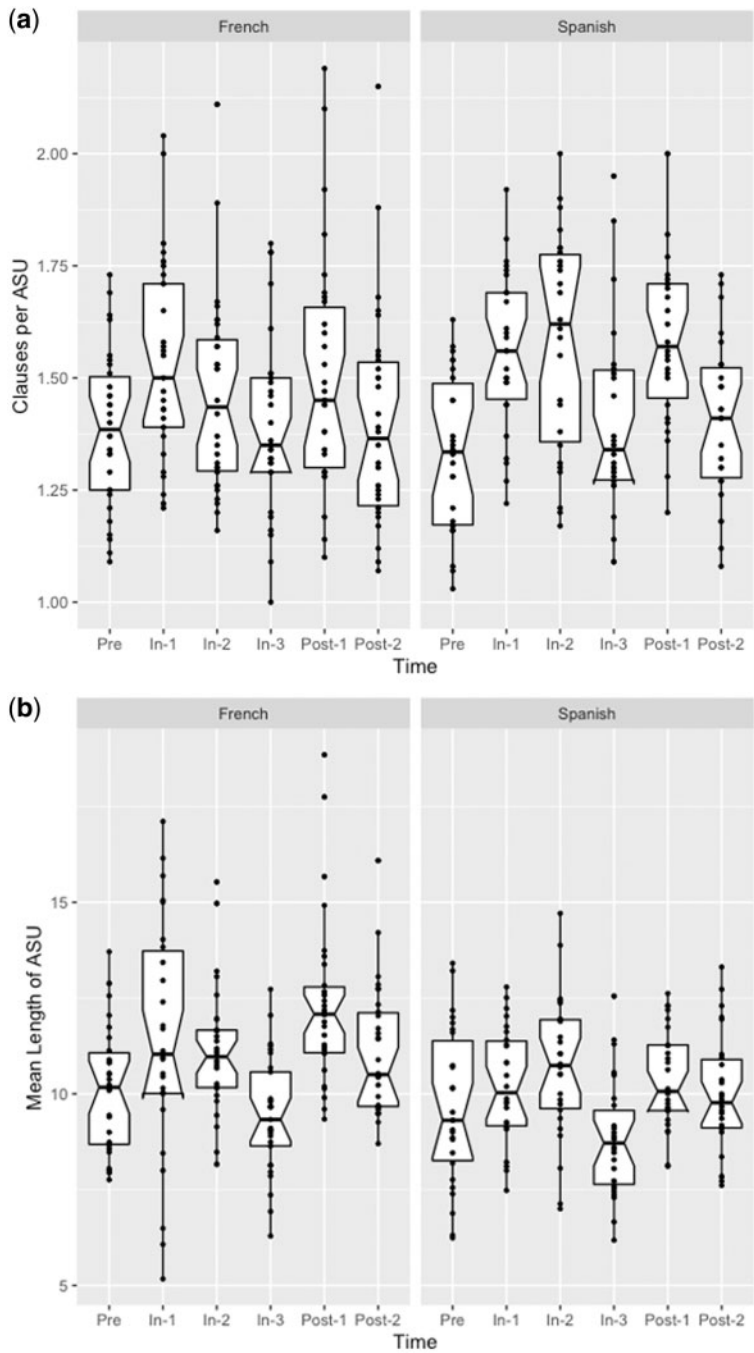 (a)
French Spanish
Clauses per ASU
2.00
1.75
1.50
1.25
1.00
Pre In-1 In-2 In-3 Post-1 Post-2 Pre In-1 In-2 In-3 Post-1 Post-2
Time
(b)
French Spanish
Mean Length of ASU
15
10
5
Pre In-1 In-2 In-3 Post-1 Post-2 Pre In-1 In-2 In-3 Post-1 Post-2
Time